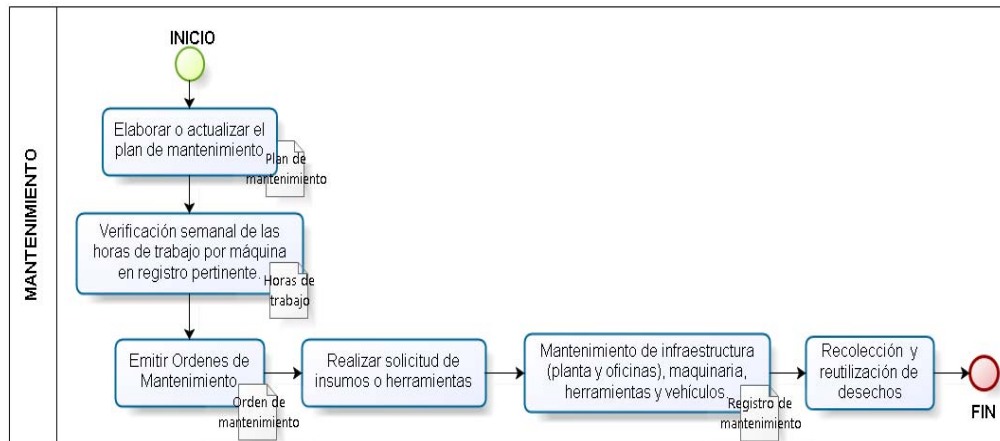 MANTENIMIENTO
INICIO
Elaborar o actualizar el
plan de mantenimiento
Plan de
mantenimiento
Verificación semanal de las
horas de trabajo por máquina
en registro pertinente.
Horas de
trabajo
Emitir Ordenes de
Mantenimiento
Orden de
mantenimiento
Realizar solicitud de
insumos o herramientas
Mantenimiento de infraestructura
(planta y oficinas), maquinaria,
herramientas y vehículos.
Registro de
mantenimiento
Recolección y
reutilización de
desechos
FIN